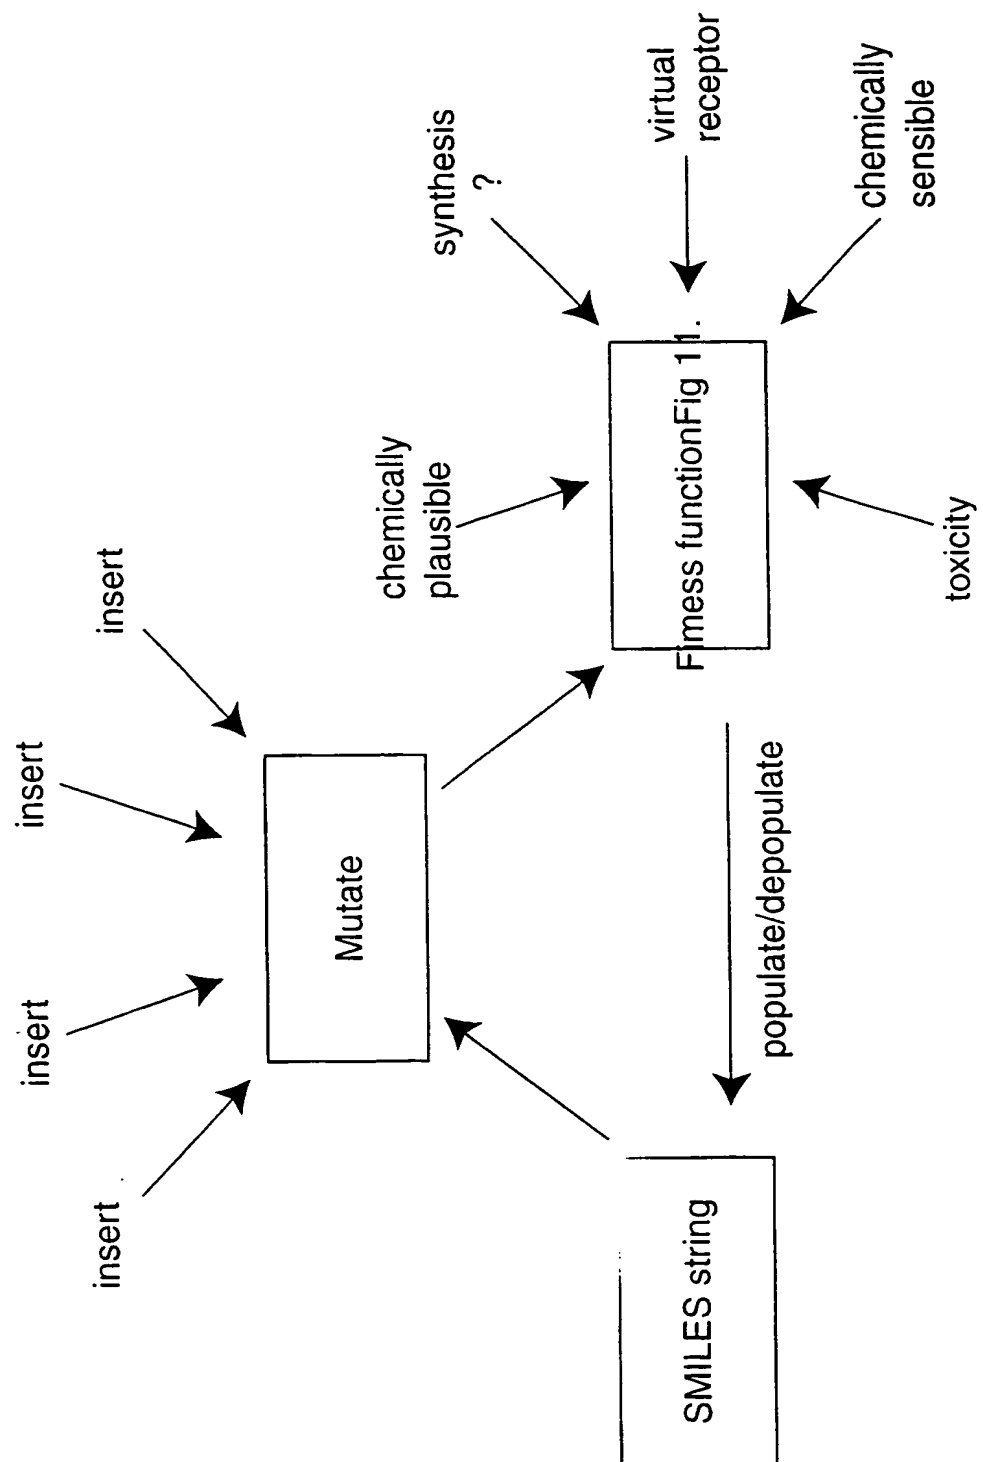 insert
insert
insert
insert
Mutate
chemically
plausible
synthesis
?
virtual
receptor
Fimess functionFig 11.
SMILES string
populate/depopulate
chemically
sensible
toxicity